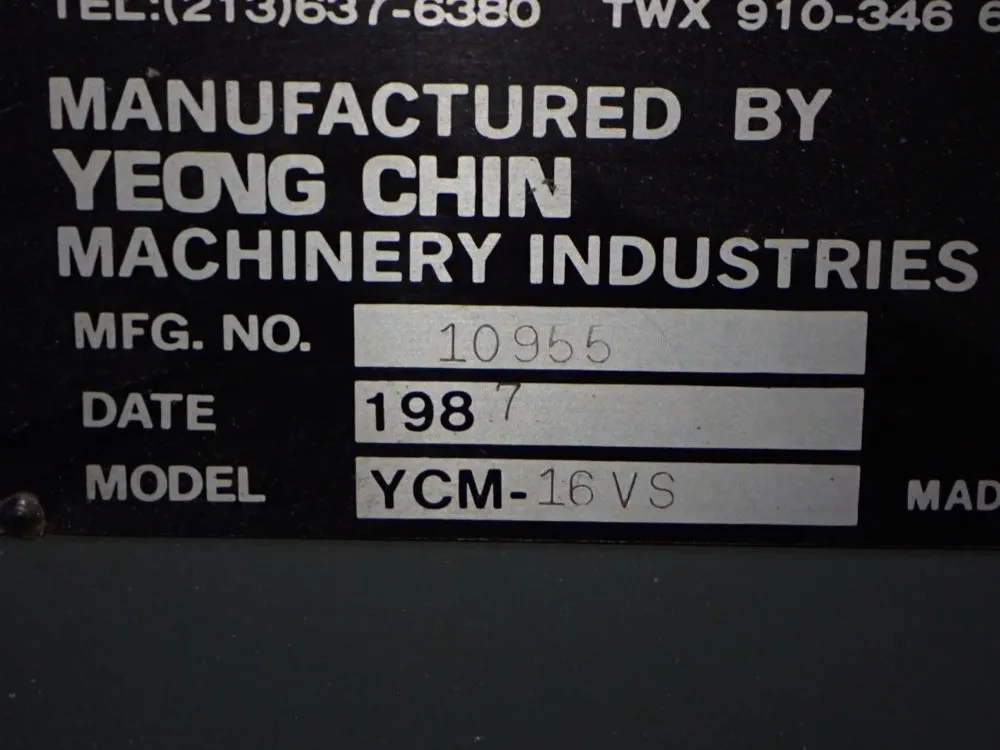 TEL:(213)637-6380 TWX 910-346 6
MANUFACTURED BY
YEONG CHIN
MACHINERY INDUSTRIES
MFG. NO. 10955
DATE 1987
MODEL YCM-16VS MAD